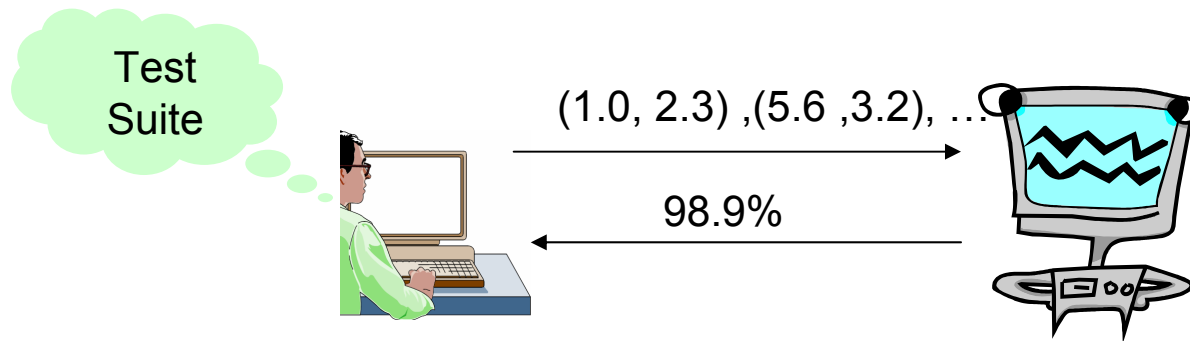 Test
Suite
(1.0, 2.3) ,(5.6 ,3.2), …
98.9%